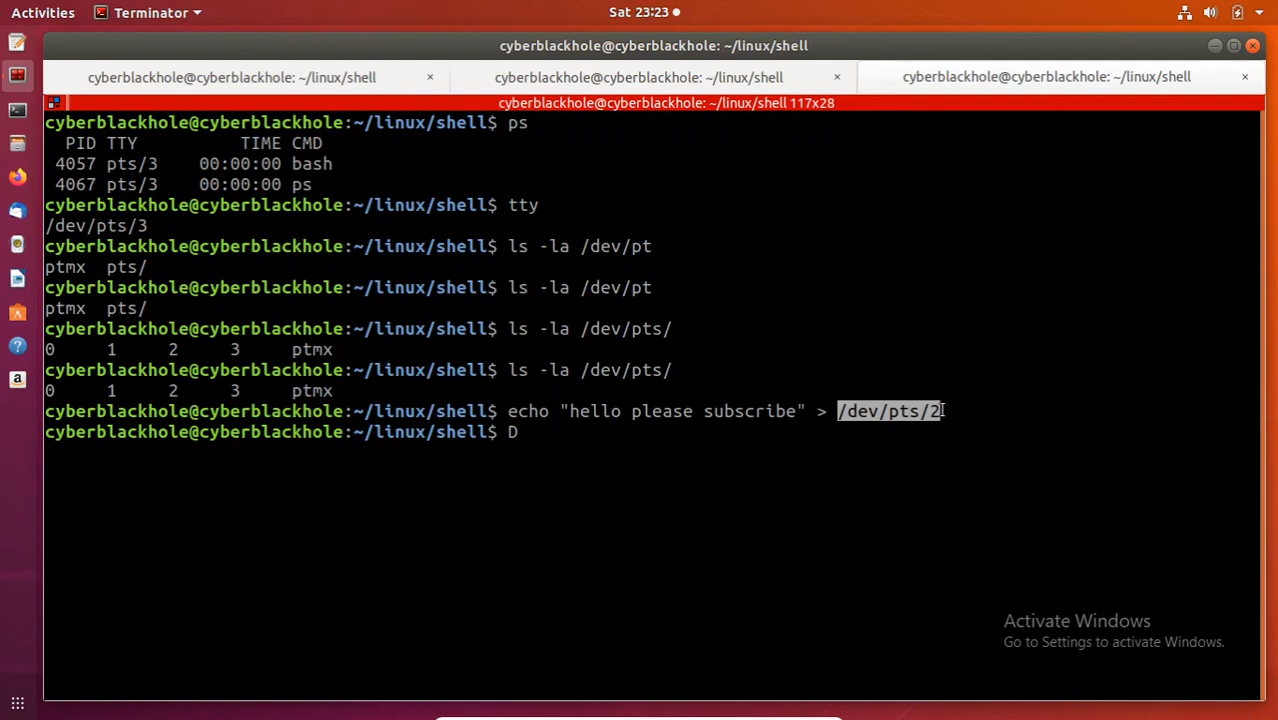 Activities Terminator Sat 23:23
cyberblackhole@cyberblackhole: ~/linux/shell
cyberblackhole@cyberblackhole: ~/linux/shell × cyberblackhole@cyberblackhole: ~/linux/shell × cyberblackhole@cyberblackhole: ~/linux/shell ×
cyberblackhole@cyberblackhole: ~/linux/shell 117x28
cyberblackhole@cyberblackhole:~/linux/shell$ ps
PID TTY TIME CMD
4057 pts/3 00:00:00 bash
4067 pts/3 00:00:00 ps
cyberblackhole@cyberblackhole:~/linux/shell$ tty
/dev/pts/3
cyberblackhole@cyberblackhole:~/linux/shell$ ls -la /dev/pt
ptmx pts/
cyberblackhole@cyberblackhole:~/linux/shell$ ls -la /dev/pt
ptmx pts/
cyberblackhole@cyberblackhole:~/linux/shell$ ls -la /dev/pts/
0 1 2 3 ptmx
cyberblackhole@cyberblackhole:~/linux/shell$ ls -la /dev/pts/
0 1 2 3 ptmx
cyberblackhole@cyberblackhole:~/linux/shell$ echo "hello please subscribe" > /dev/pts/2
cyberblackhole@cyberblackhole:~/linux/shell$ D
Activate Windows
Go to Settings to activate Windows.